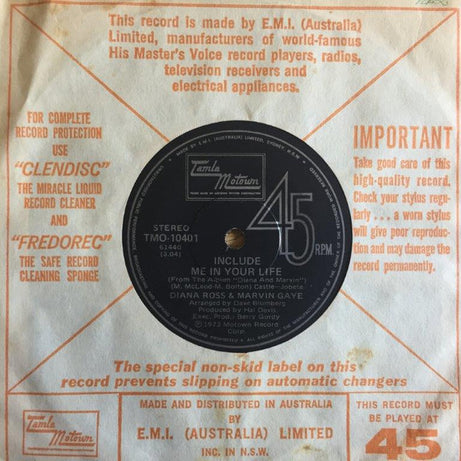 This record is made by E.M.I. (Australia)
Limited, manufacturers of world-famous
His Master's Voice record players, radios,
television receivers and
electrical appliances.
FOR COMPLETE
RECORD PROTECTION
USE
"CLENDISC"
THE MIRACLE LIQUID
RECORD CLEANER
AND
"FREDOREC"
THE SAFE RECORD
CLEANING SPONGE
IMPORTANT
Take good care of this
high-quality record.
Check your stylus regu-
larly ... a worn stylus
will give poor reproduc-
tion and may damage the
record permanently.
Tamla
Motown
45
RPM.
STEREO
TMO-10401
61440
(3.04)
INCLUDE
ME IN YOUR LIFE
(From The Album "Diana And Marvin")
(M. McLeod-M. Bolton) Castle-Jobete
DIANA ROSS & MARVIN GAYE
Arranged by Dave Blumberg
Produced by Hal Davis
Exec. Prod.: Berry Gordy
©1973 Motown Record
Corp.
The special non-skid label on this
record prevents slipping on automatic changers
Tamla
Motown
MADE AND DISTRIBUTED IN AUSTRALIA
BY
E.M.I. (AUSTRALIA) LIMITED
INC. IN N.S.W.
THIS RECORD MUST
BE PLAYED AT
45